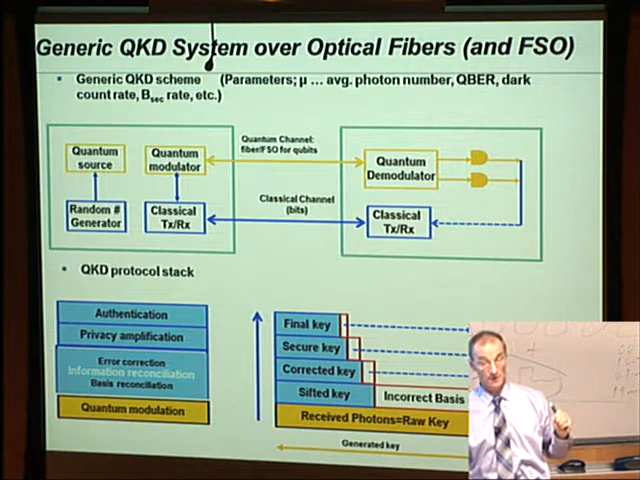 Generic QKD System over Optical Fibers (and FSO)
Generic QKD scheme (Parameters; µ … avg. photon number, QBER, dark
count rate, Bsec rate, etc.)
Quantum Channel:
fiber/FSO for qubits
Quantum
source
Quantum
modulator
Quantum
Demodulator
Classical Channel
(bits)
Random #
Generator
Classical
Tx/Rx
Classical
Tx/Rx
QKD protocol stack
Authentication
Privacy amplification
Error correction
Information reconciliation
Basis reconciliation
Quantum modulation
Final key
Secure key
Corrected key
Sifted key
Incorrect Basis
Received Photons=Raw Key
Generated key